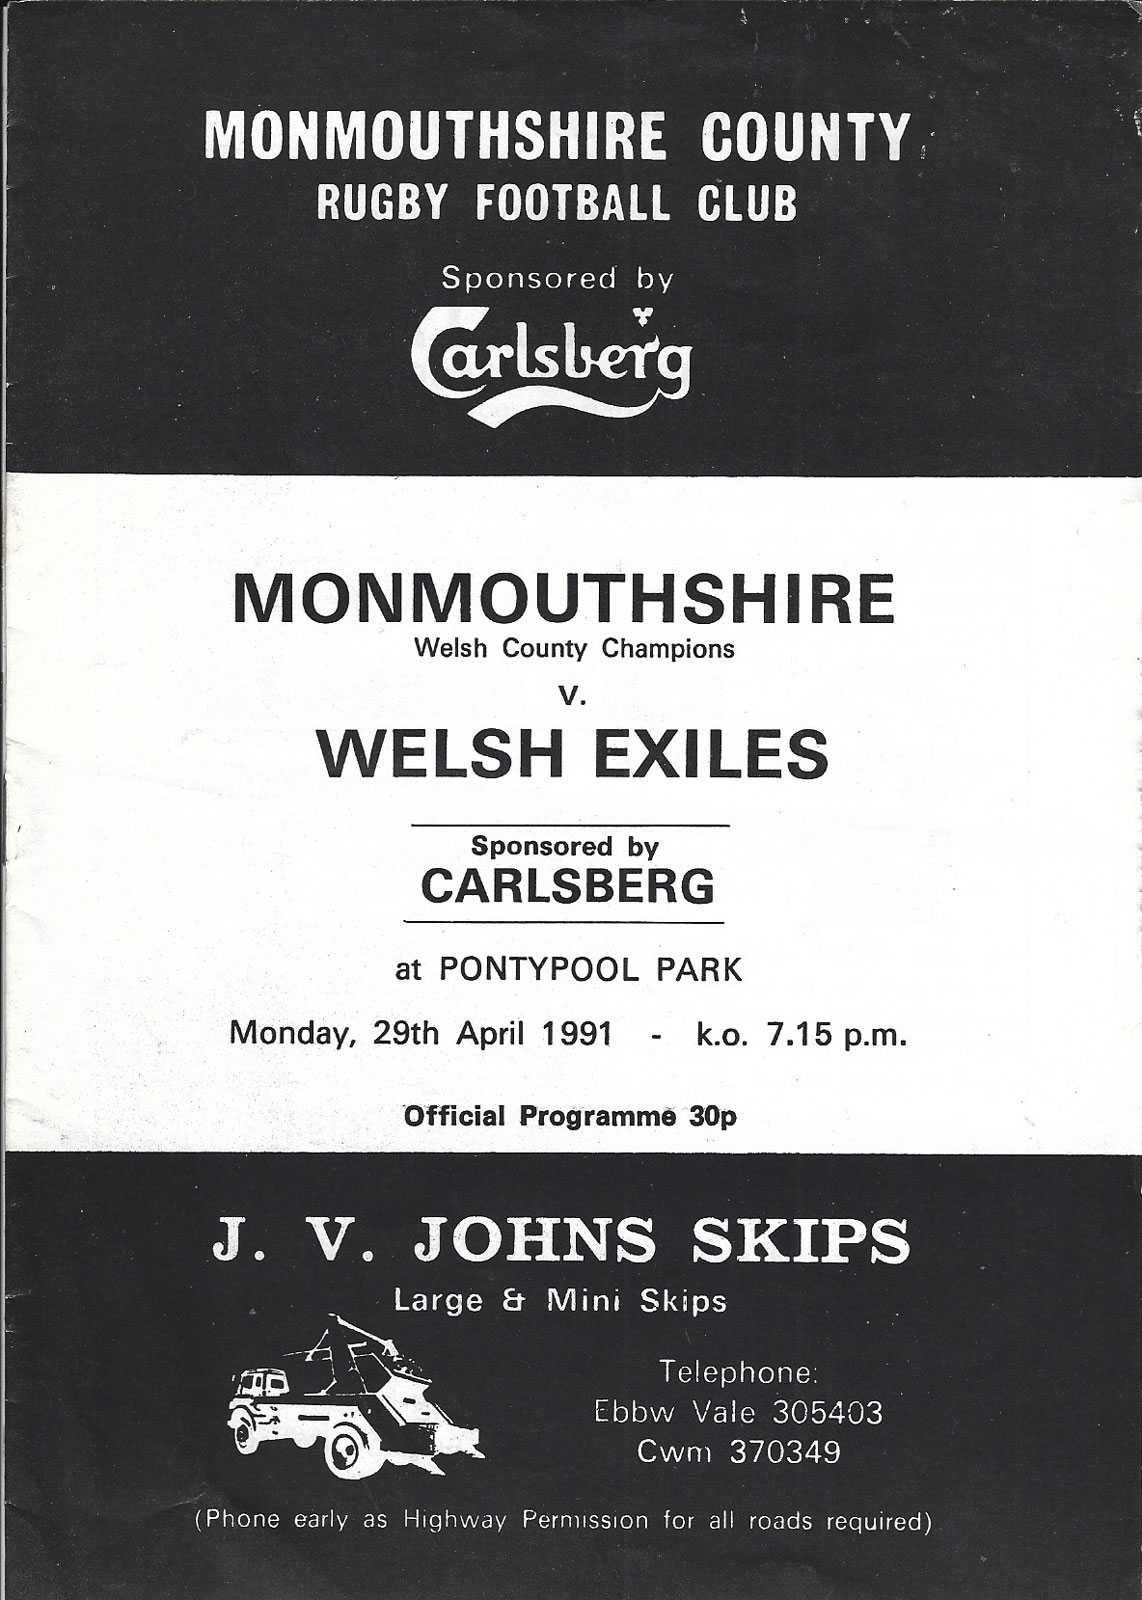 MONMOUTHSHIRE COUNTY
RUGBY FOOTBALL CLUB
Sponsored by
Carlsberg
MONMOUTHSHIRE
Welsh County Champions
v.
WELSH EXILES
Sponsored by
CARLSBERG
at PONTYPOOL PARK
Monday, 29th April 1991 - k.o. 7.15 p.m.
Official Programme 30p
J. V. JOHNS SKIPS
Large & Mini Skips
Telephone:
Ebbw Vale 305403
Cwm 370349
(Phone early as Highway Permission for all roads required)